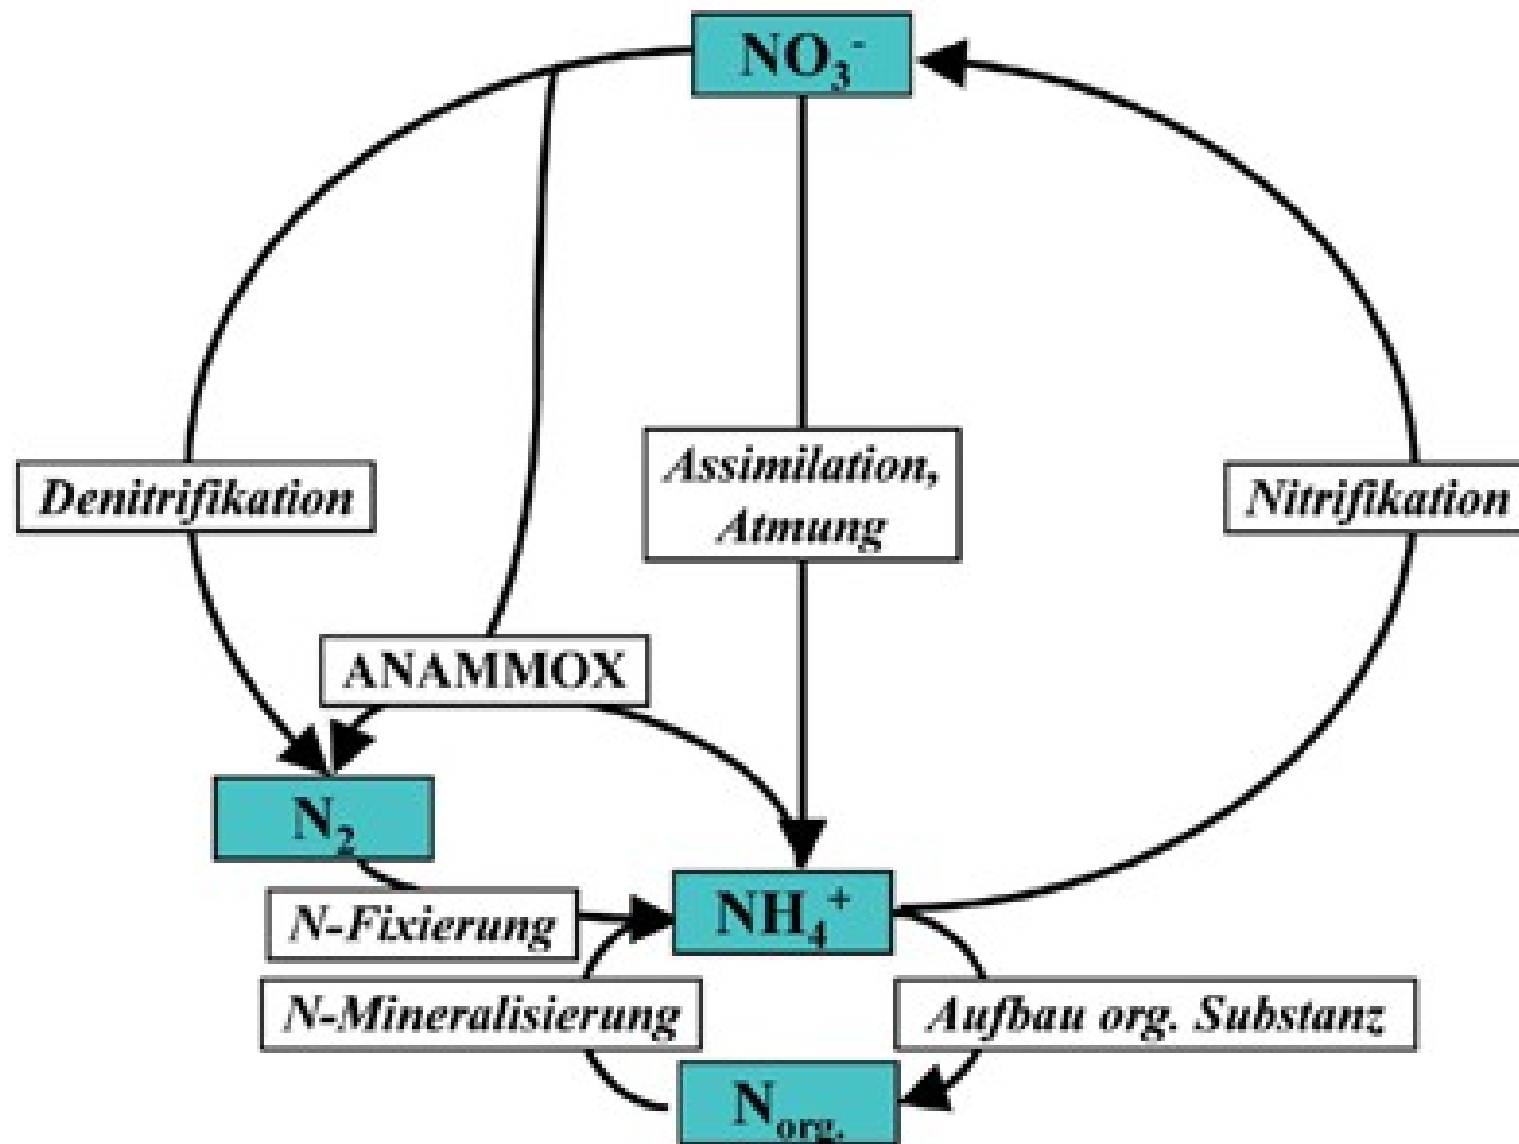 NO₃⁻
Denitrifikation
Assimilation,
Atmung
Nitrifikation
ANAMMOX
N₂
NH₄⁺
N-Fixierung
N-Mineralisierung
Aufbau org. Substanz
Norg.